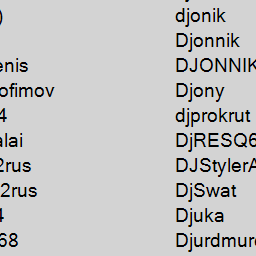 ) djonik
Djonnik
enis DJONNIK
ofimov Djony
4 djprokrut
alai DjRESQ6
2rus DJStylerA
2rus DjSwat
4 Djuka
68 Djurdmur